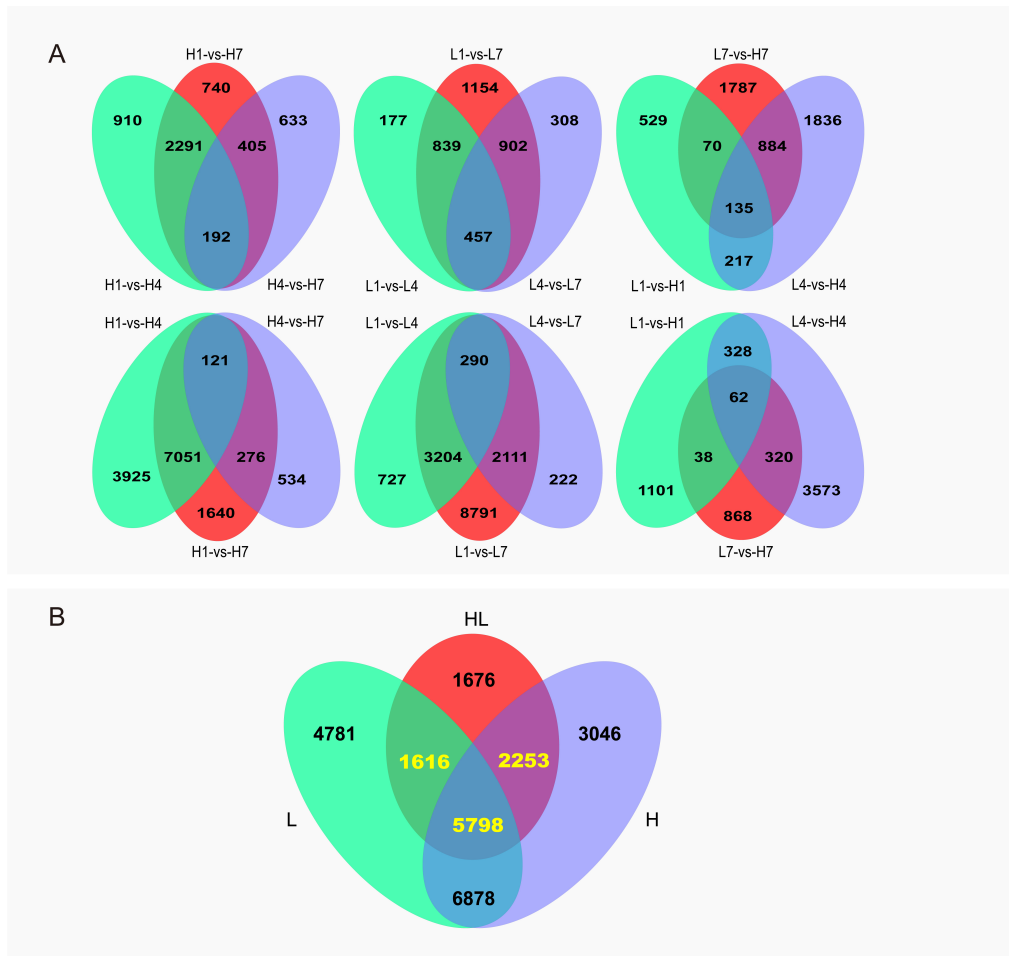 A
H1-vs-H7
L1-vs-L7
L7-vs-H7
740
1154
1787
910
633
177
308
529
1836
2291
405
839
902
70
884
192
457
135
217
H1-vs-H4
H4-vs-H7
L1-vs-L4
L4-vs-L7
L1-vs-H1
L4-vs-H4
H1-vs-H4
H4-vs-H7
L1-vs-L4
L4-vs-L7
L1-vs-H1
L4-vs-H4
121
290
328
62
7051
276
3204
2111
38
320
3925
534
727
222
1101
3573
1640
8791
868
H1-vs-H7
L1-vs-L7
L7-vs-H7
B
HL
1676
4781
3046
1616
2253
L
5798
H
6878